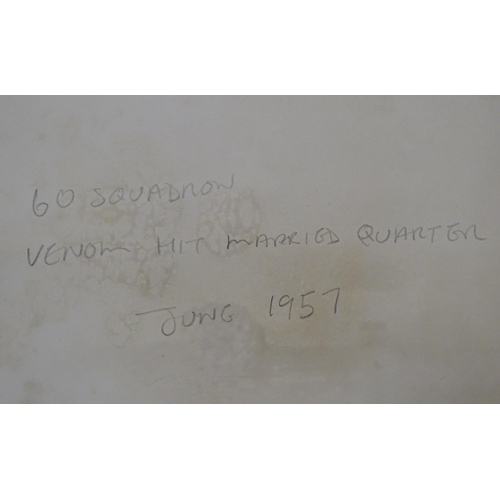 60 SQUADRON
VENOM HIT MARRIED QUARTER
JUNE 1957